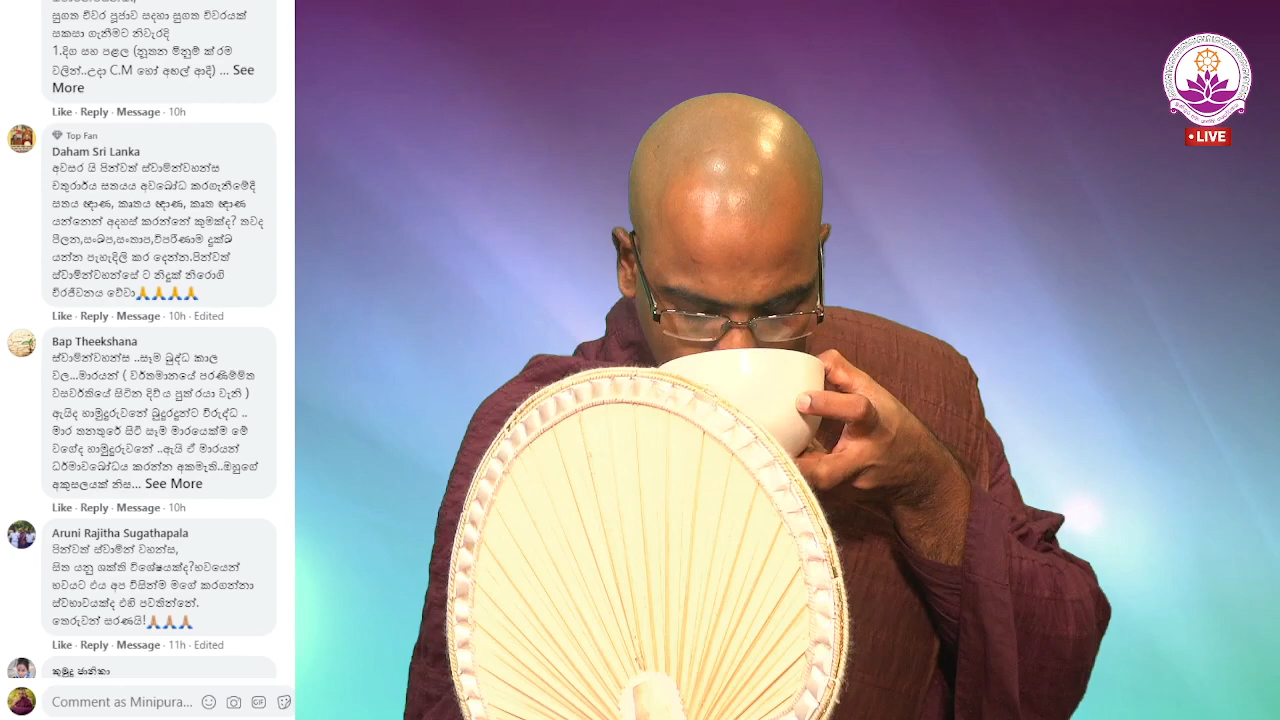 සුගත චීවර පූජාව සදහා සුගත චීවරයක්
සකසා ගැනීමට නිවැරදි
1.දිග සහ පළල (නූතන මිනුම් ක් රම
වලින්..උදා C.M හෝ අඟල් ආදී) ... See
More
Like · Reply · Message · 10h
Top Fan
Daham Sri Lanka
අවසර යි පින්වත් ස්වාමින්වහන්ස
චතුරාර්ය සත්‍යය අවබෝධ කරගැනීමේදී
සත්‍ය ඥාණ, කෘත්‍ය ඥාණ, කෘත ඥාණ
යන්නෙන් අදහස් කරන්නේ කුමක්ද? තවද
පීලන,සංඛප,සංතාප,විපරිණාම දුක්ඛ
යන්න පැහැදිලි කර දෙන්න.පින්වත්
ස්වාමින්වහන්සේ ට නිදුක් නිරොගි
චිරජීවනය වේවා🙏🙏🙏🙏
Like · Reply · Message · 10h · Edited
Bap Theekshana
ස්වාමින්වහන්ස ..සෑම බුද්ධ කාල
වල...මාරයන් ( වර්තමානයේ පරණිම්මිත
වසවර්තියේ සිටින දිව්‍ය පුත් රයා වැනි )
ඇයිද හාමුදුරුවනේ බුදුරදුන්ට විරුද්ධ ..
මාර තනතුරේ සිටි සෑම මාරයෙක්ම මේ
වගේද හාමුදුරුවනේ ..ඇයි ඒ මාරයන්
ධර්මාවබෝධය කරන්න අකමැති..ඔහුගේ
අකුසලයක් නිස... See More
Like · Reply · Message · 10h
Aruni Rajitha Sugathapala
පින්වත් ස්වාමින් වහන්ස,
සිත යනු ශක්ති විශේෂයක්ද?භවයෙන්
භවයට එය අප විසින්ම මගේ කරගන්නා
ස්වභාවයක්ද එහි පවතින්නේ.
තෙරුවන් සරණයි!🙏🙏🙏
Like · Reply · Message · 11h · Edited
කුමුදු ජානිකා
Comment as Minipura...
GIF
• LIVE